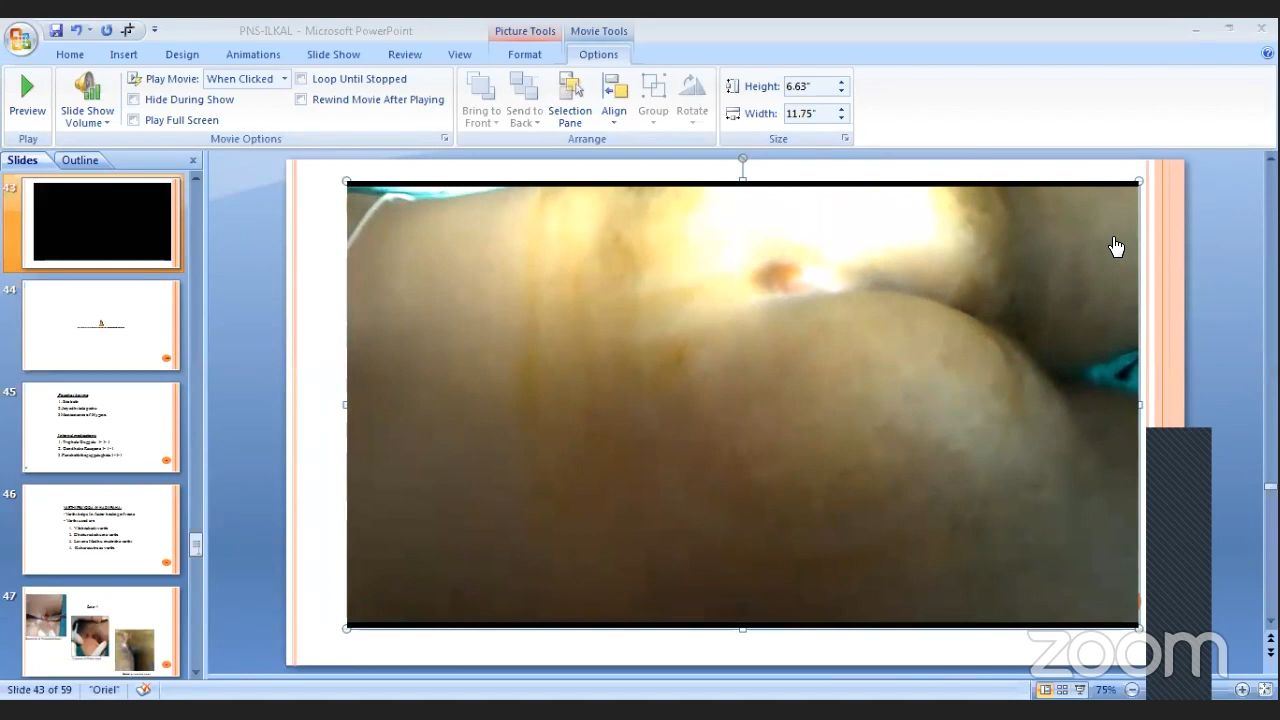 PNS-ILKAL - Microsoft PowerPoint
Picture Tools
Movie Tools
Home
Insert
Design
Animations
Slide Show
Review
View
Format
Options
Preview
Slide Show Volume
Play Movie:
When Clicked
Hide During Show
Play Full Screen
Loop Until Stopped
Rewind Movie After Playing
Bring to Front
Send to Back
Selection Pane
Align
Group
Rotate
Height:
6.63"
Width:
11.75"
Play
Movie Options
Arrange
Size
Slides
Outline
43
44
45
46
47
Slide 43 of 59
"Oriel"
75%
zoom